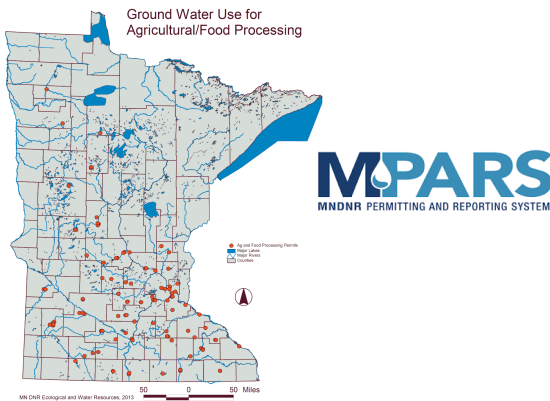 Ground Water Use for
Agricultural/Food Processing
MPARS
MNDNR PERMITTING AND REPORTING SYSTEM
Ag and Food Processing Permits
Major Lakes
Major Rivers
Counties
50 0 50 Miles
MN DNR Ecological and Water Resources, 2013